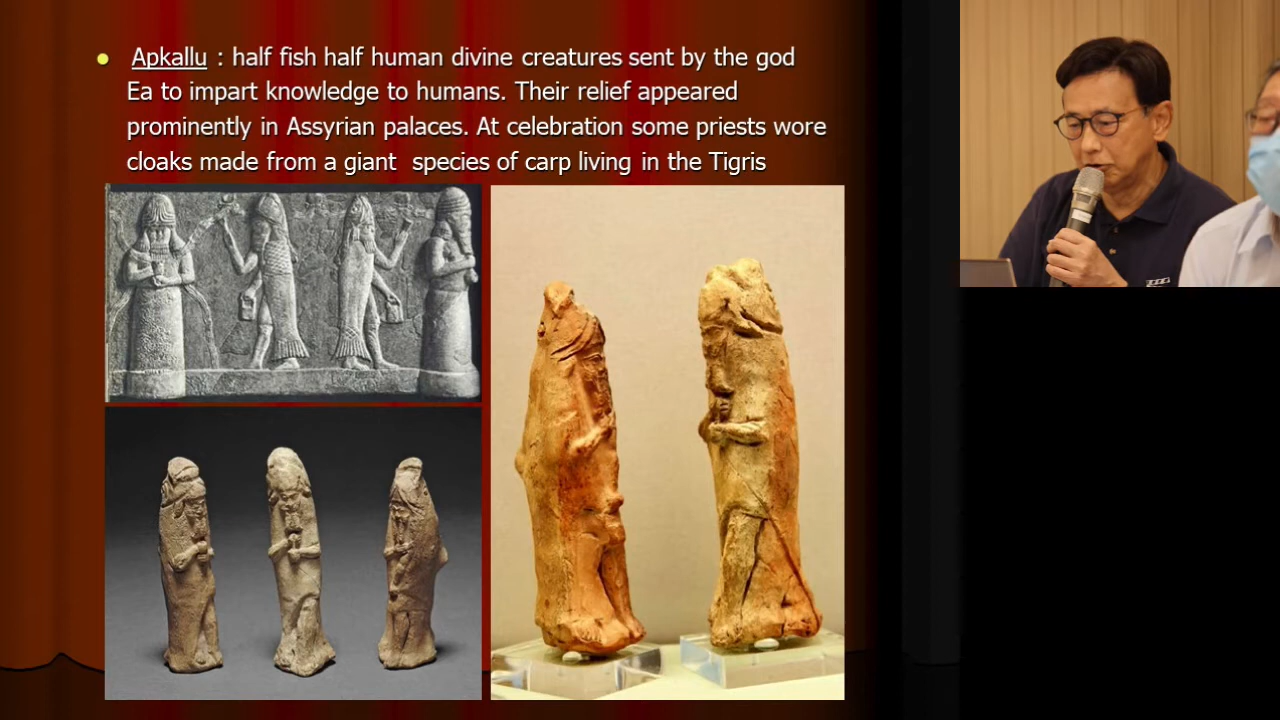 Apkallu : half fish half human divine creatures sent by the god
Ea to impart knowledge to humans. Their relief appeared
prominently in Assyrian palaces. At celebration some priests wore
cloaks made from a giant species of carp living in the Tigris